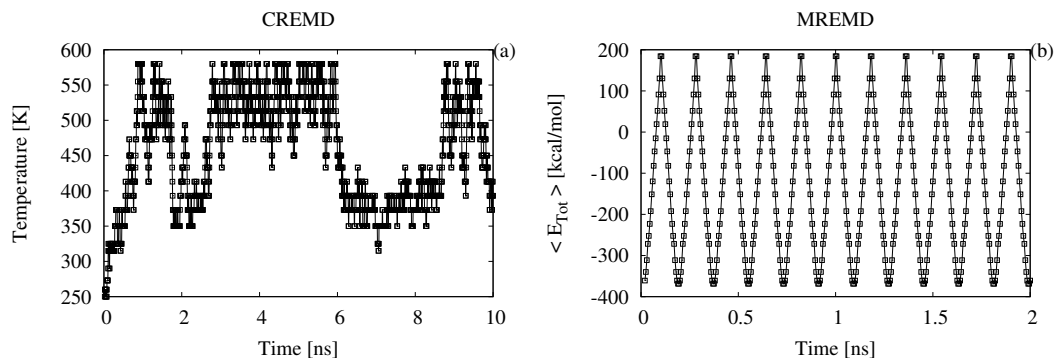 CREMD
(a)
600
550
500
450
400
350
300
250
Temperature [K]
0 2 4 6 8 10
Time [ns]
MREMD
(b)
200
100
0
−100
−200
−300
−400
< E_Tot > [kcal/mol]
0 0.5 1 1.5 2
Time [ns]